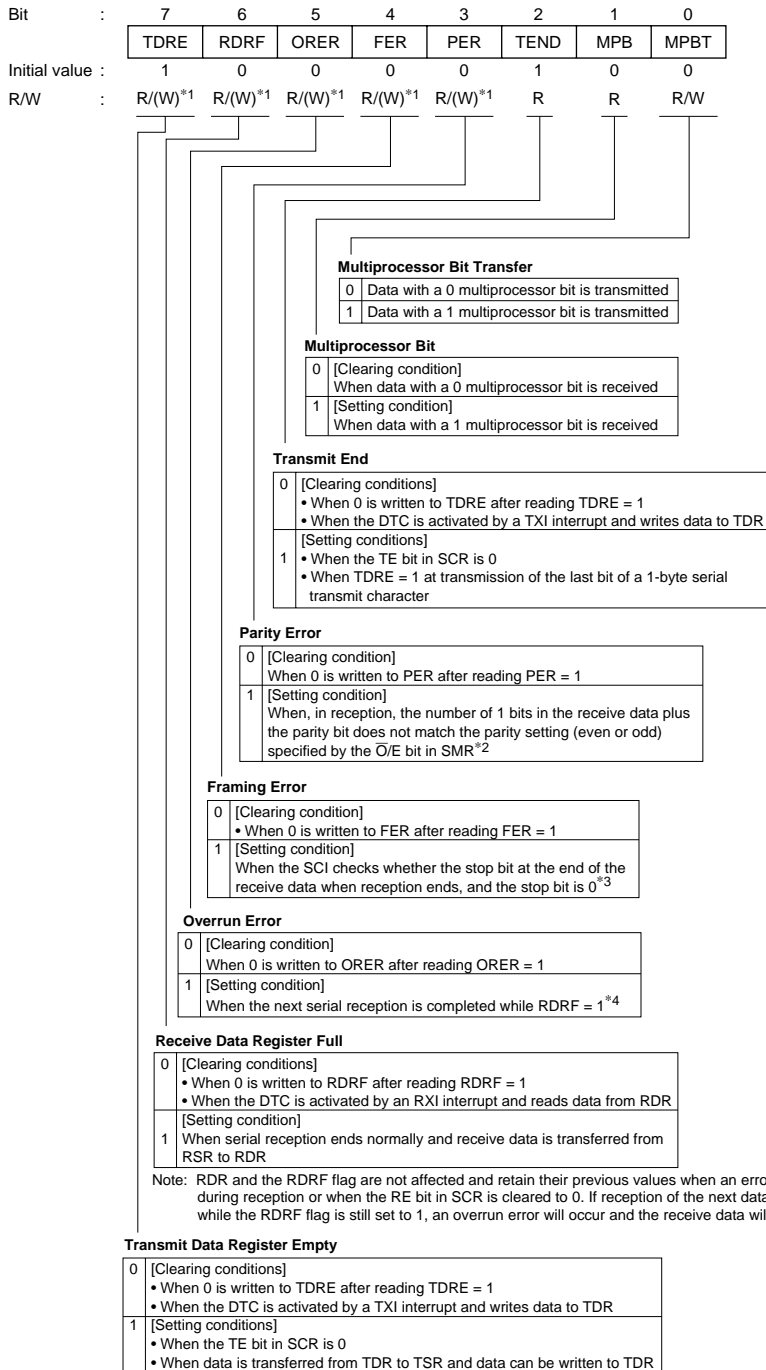 Bit : 7 6 5 4 3 2 1 0
TDRE RDRF ORER FER PER TEND MPB MPBT
Initial value : 1 0 0 0 0 1 0 0
R/W : R/(W)*1 R/(W)*1 R/(W)*1 R/(W)*1 R/(W)*1 R R R/W
Multiprocessor Bit Transfer
0 Data with a 0 multiprocessor bit is transmitted
1 Data with a 1 multiprocessor bit is transmitted
Multiprocessor Bit
0 [Clearing condition]
When data with a 0 multiprocessor bit is received
1 [Setting condition]
When data with a 1 multiprocessor bit is received
Transmit End
0 [Clearing conditions]
• When 0 is written to TDRE after reading TDRE = 1
• When the DTC is activated by a TXI interrupt and writes data to TDR
[Setting conditions]
1 • When the TE bit in SCR is 0
• When TDRE = 1 at transmission of the last bit of a 1-byte serial
transmit character
Parity Error
0 [Clearing condition]
When 0 is written to PER after reading PER = 1
1 [Setting condition]
When, in reception, the number of 1 bits in the receive data plus
the parity bit does not match the parity setting (even or odd)
specified by the O̅/E bit in SMR*2
Framing Error
0 [Clearing condition]
• When 0 is written to FER after reading FER = 1
1 [Setting condition]
When the SCI checks whether the stop bit at the end of the
receive data when reception ends, and the stop bit is 0*3
Overrun Error
0 [Clearing condition]
When 0 is written to ORER after reading ORER = 1
1 [Setting condition]
When the next serial reception is completed while RDRF = 1*4
Receive Data Register Full
0 [Clearing conditions]
• When 0 is written to RDRF after reading RDRF = 1
• When the DTC is activated by an RXI interrupt and reads data from RDR
[Setting condition]
1 When serial reception ends normally and receive data is transferred from
RSR to RDR
Note: RDR and the RDRF flag are not affected and retain their previous values when an
during reception or when the RE bit in SCR is cleared to 0. If reception of the next
while the RDRF flag is still set to 1, an overrun error will occur and the receive data
Transmit Data Register Empty
0 [Clearing conditions]
• When 0 is written to TDRE after reading TDRE = 1
• When the DTC is activated by a TXI interrupt and writes data to TDR
1 [Setting conditions]
• When the TE bit in SCR is 0
• When data is transferred from TDR to TSR and data can be written to TDR